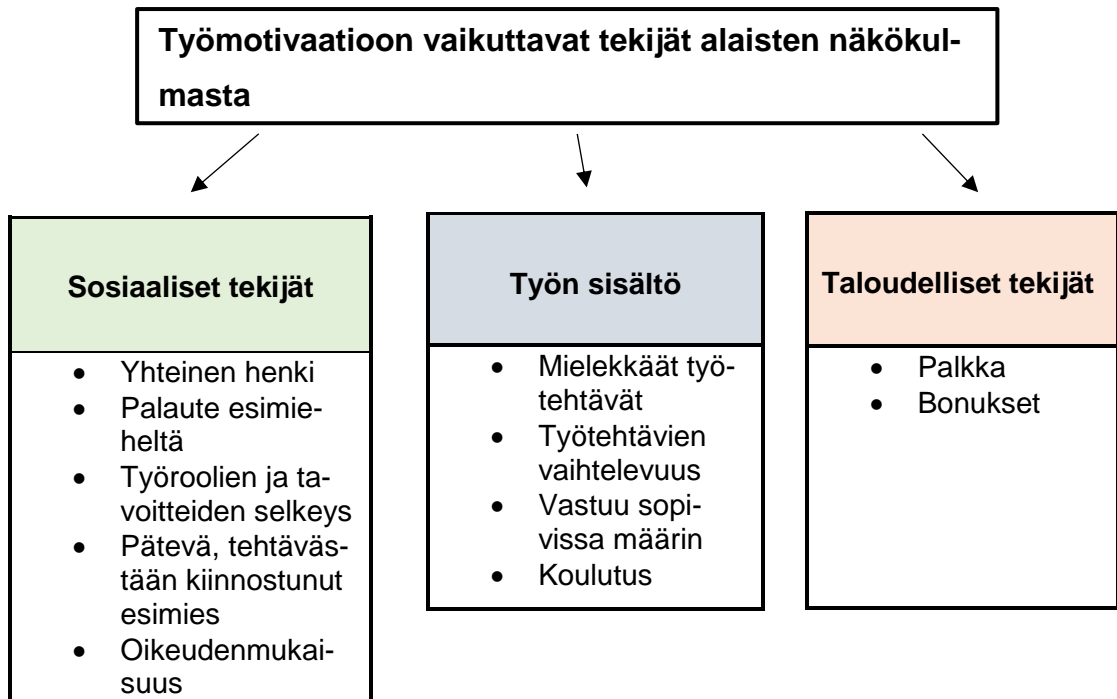 Työmotivaatioon vaikuttavat tekijät alaisten näkökul-
masta
Sosiaaliset tekijät
• Yhteinen henki
• Palaute esimie-
heltä
• Työroolien ja ta-
voitteiden selkeys
• Pätevä, tehtäväs-
tään kiinnostunut
esimies
• Oikeudenmukai-
suus
Työn sisältö
• Mielekkäät työ-
tehtävät
• Työtehtävien
vaihtelevuus
• Vastuu sopi-
vissa määrin
• Koulutus
Taloudelliset tekijät
• Palkka
• Bonukset